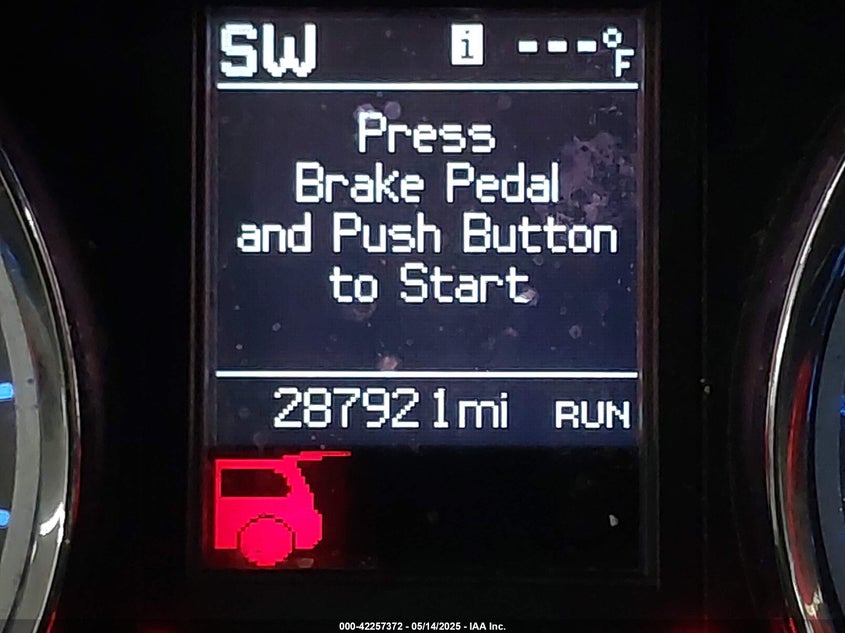 SW i ---°F
Press
Brake Pedal
and Push Button
to Start
287921mi RUN
000-42257372 - 05/14/2025 - IAA Inc.